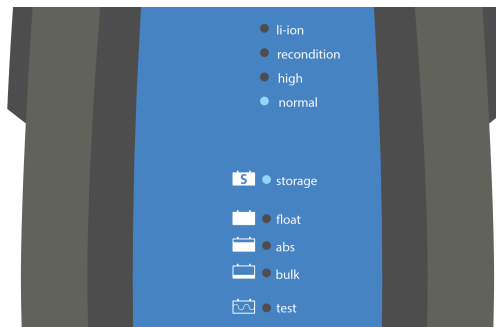 li-ion
recondition
high
normal
S storage
float
abs
bulk
test